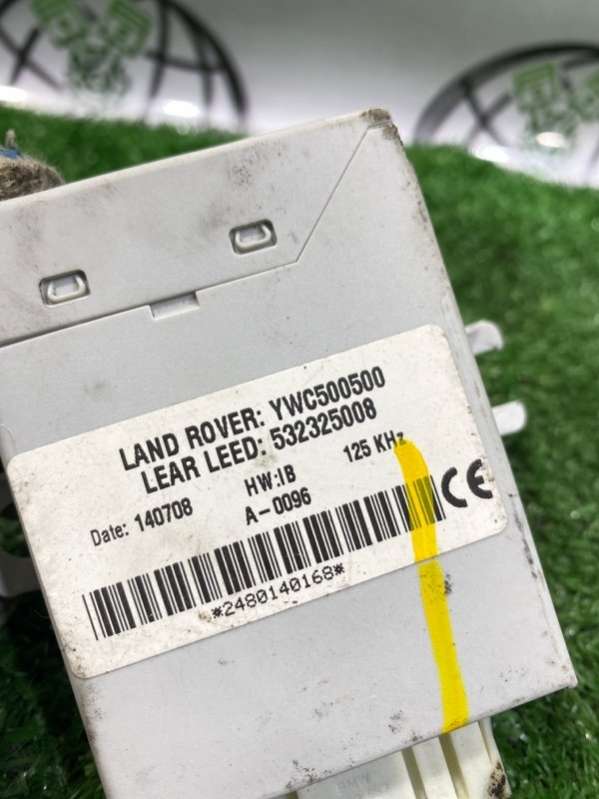 LAND ROVER: YWC500500
LEAR LEED: 532325008
Date: 140708 HW:IB 125 KHz
A-0096
CE
*2480140168*